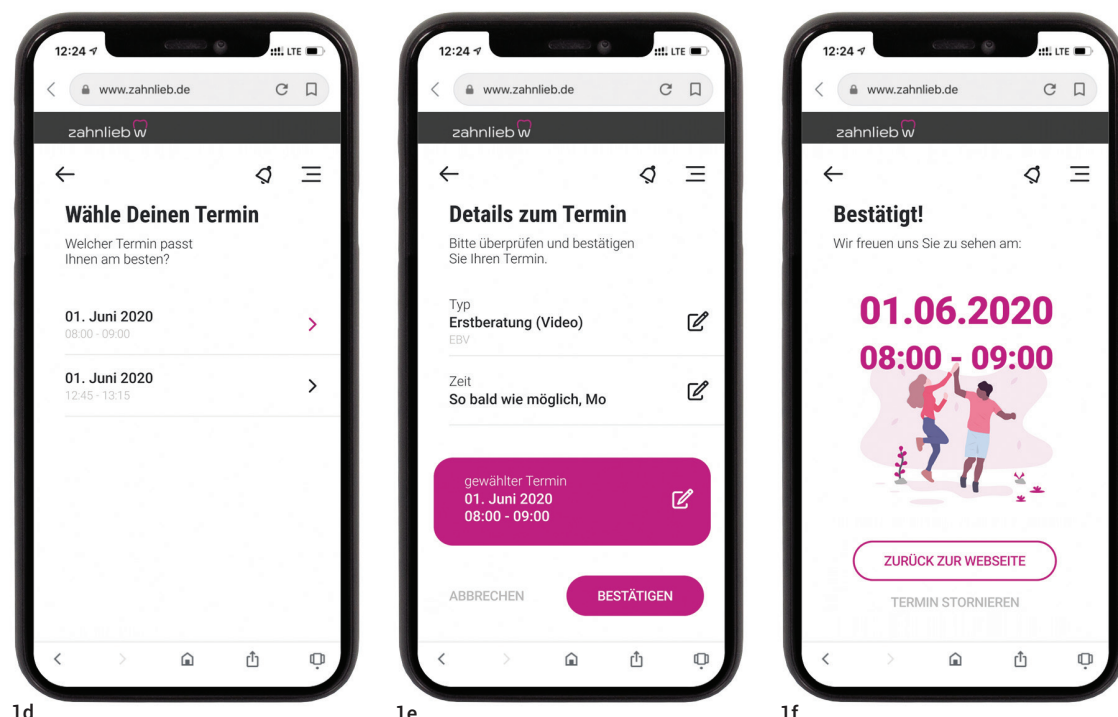 12:24
LTE
www.zahnlieb.de
zahnlieb
Wähle Deinen Termin
Welcher Termin passt
Ihnen am besten?
01. Juni 2020
08:00 - 09:00
01. Juni 2020
12:45 - 13:15
1d
12:24
LTE
www.zahnlieb.de
zahnlieb
Details zum Termin
Bitte überprüfen und bestätigen
Sie Ihren Termin.
Typ
Erstberatung (Video)
EBV
Zeit
So bald wie möglich, Mo
gewählter Termin
01. Juni 2020
08:00 - 09:00
ABBRECHEN
BESTÄTIGEN
1e
12:24
LTE
www.zahnlieb.de
zahnlieb
Bestätigt!
Wir freuen uns Sie zu sehen am:
01.06.2020
08:00 - 09:00
ZURÜCK ZUR WEBSEITE
TERMIN STORNIEREN
1f